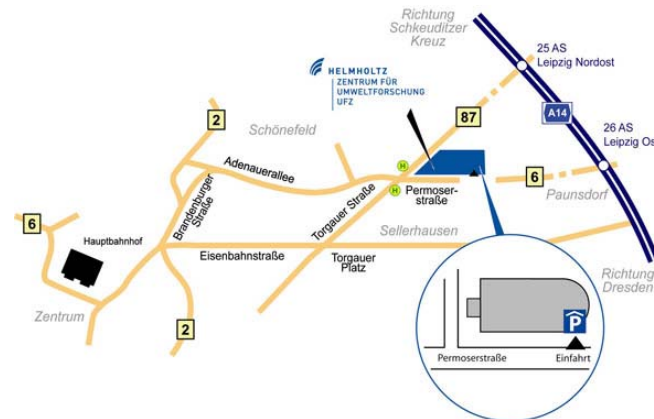 Richtung
Schkeuditzer
Kreuz
25 AS
Leipzig Nordost
HELMHOLTZ
ZENTRUM FÜR
UMWELTFORSCHUNG
UFZ
A14
2
87
Schönefeld
26 AS
Leipzig Os
Adenauerallee
H
H
6
Permoser-
straße
Paunsdorf
Brandenburger
Straße
Torgauer Straße
6
Hauptbahnhof
Sellerhausen
Eisenbahnstraße
Torgauer
Platz
Richtung
Dresden
Zentrum
2
P
Permoserstraße
Einfahrt